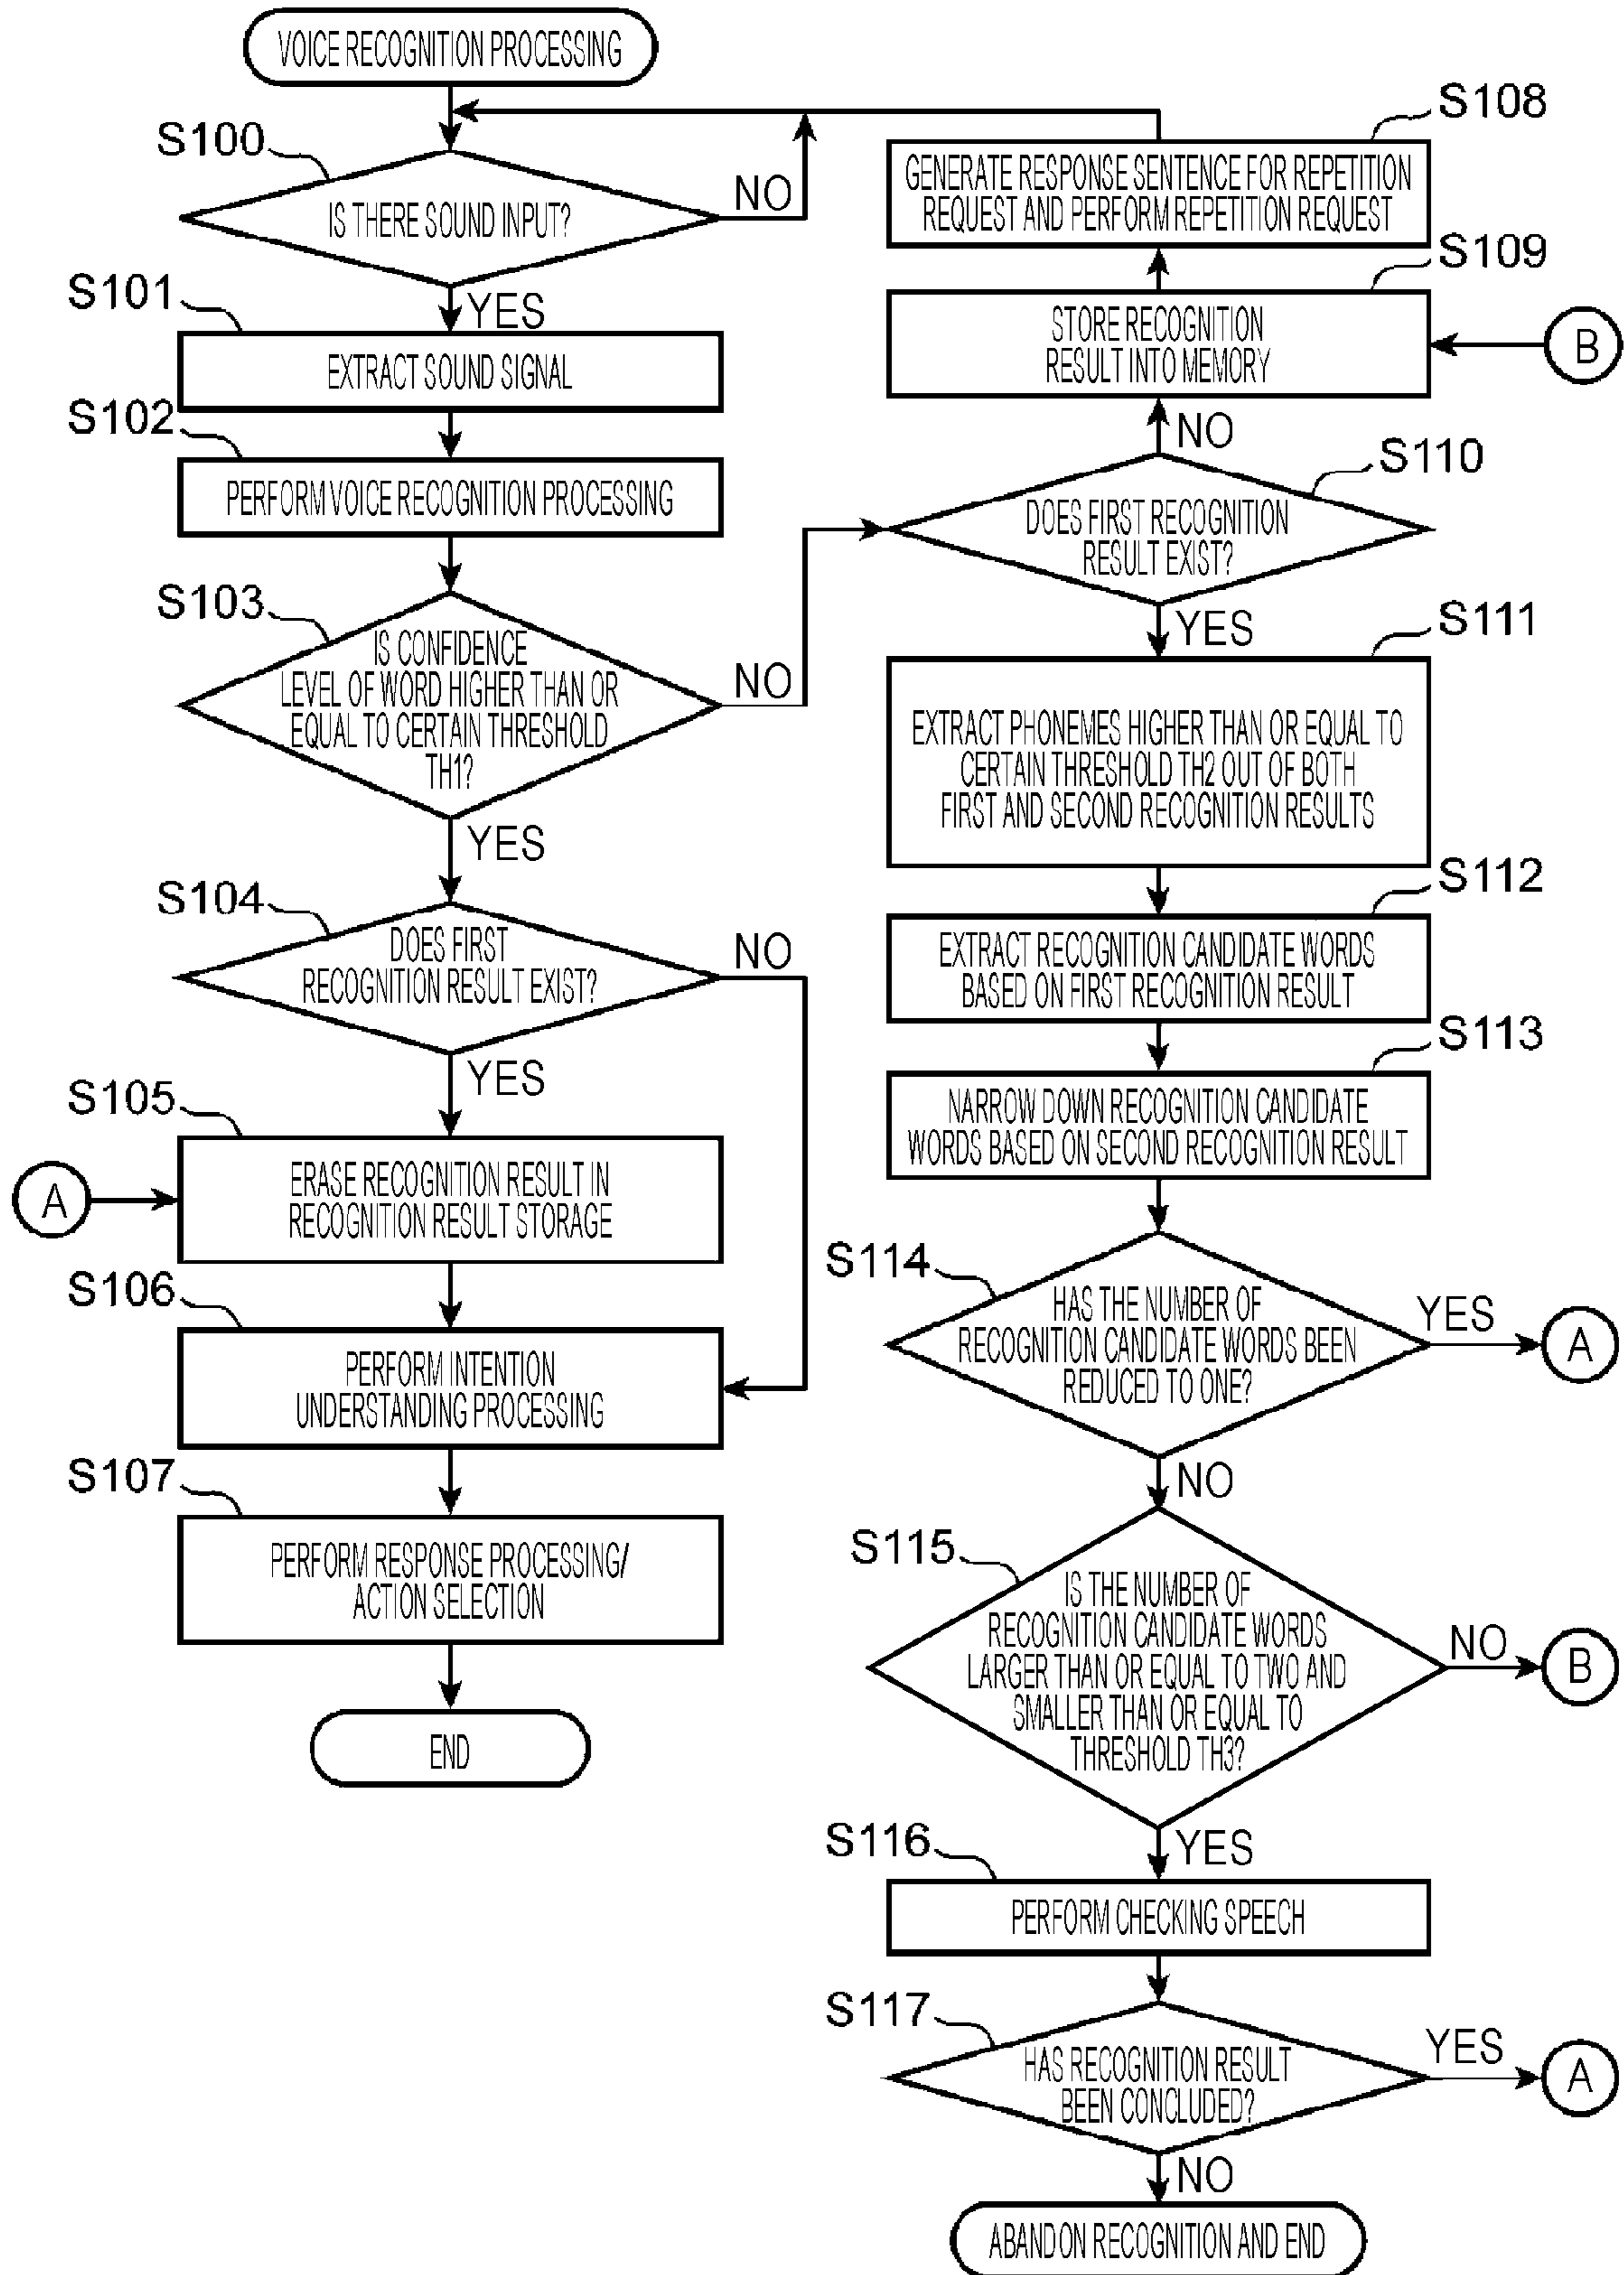 VOICE RECOGNITION PROCESSING
S100
IS THERE SOUND INPUT?
NO
YES
S101
EXTRACT SOUND SIGNAL
S102
PERFORM VOICE RECOGNITION PROCESSING
S103
IS CONFIDENCE
LEVEL OF WORD HIGHER THAN OR
EQUAL TO CERTAIN THRESHOLD
TH1?
NO
YES
S104
DOES FIRST
RECOGNITION RESULT EXIST?
NO
YES
S105
ERASE RECOGNITION RESULT IN
RECOGNITION RESULT STORAGE
A
S106
PERFORM INTENTION
UNDERSTANDING PROCESSING
S107
PERFORM RESPONSE PROCESSING/
ACTION SELECTION
END
S108
GENERATE RESPONSE SENTENCE FOR REPETITION
REQUEST AND PERFORM REPETITION REQUEST
S109
STORE RECOGNITION
RESULT INTO MEMORY
B
NO
S110
DOES FIRST RECOGNITION
RESULT EXIST?
YES
S111
EXTRACT PHONEMES HIGHER THAN OR EQUAL TO
CERTAIN THRESHOLD TH2 OUT OF BOTH
FIRST AND SECOND RECOGNITION RESULTS
S112
EXTRACT RECOGNITION CANDIDATE WORDS
BASED ON FIRST RECOGNITION RESULT
S113
NARROW DOWN RECOGNITION CANDIDATE
WORDS BASED ON SECOND RECOGNITION RESULT
S114
HAS THE NUMBER OF
RECOGNITION CANDIDATE WORDS BEEN
REDUCED TO ONE?
YES
A
NO
S115
IS THE NUMBER OF
RECOGNITION CANDIDATE WORDS
LARGER THAN OR EQUAL TO TWO AND
SMALLER THAN OR EQUAL TO
THRESHOLD TH3?
NO
B
YES
S116
PERFORM CHECKING SPEECH
S117
HAS RECOGNITION RESULT
BEEN CONCLUDED?
YES
A
NO
ABANDON RECOGNITION AND END